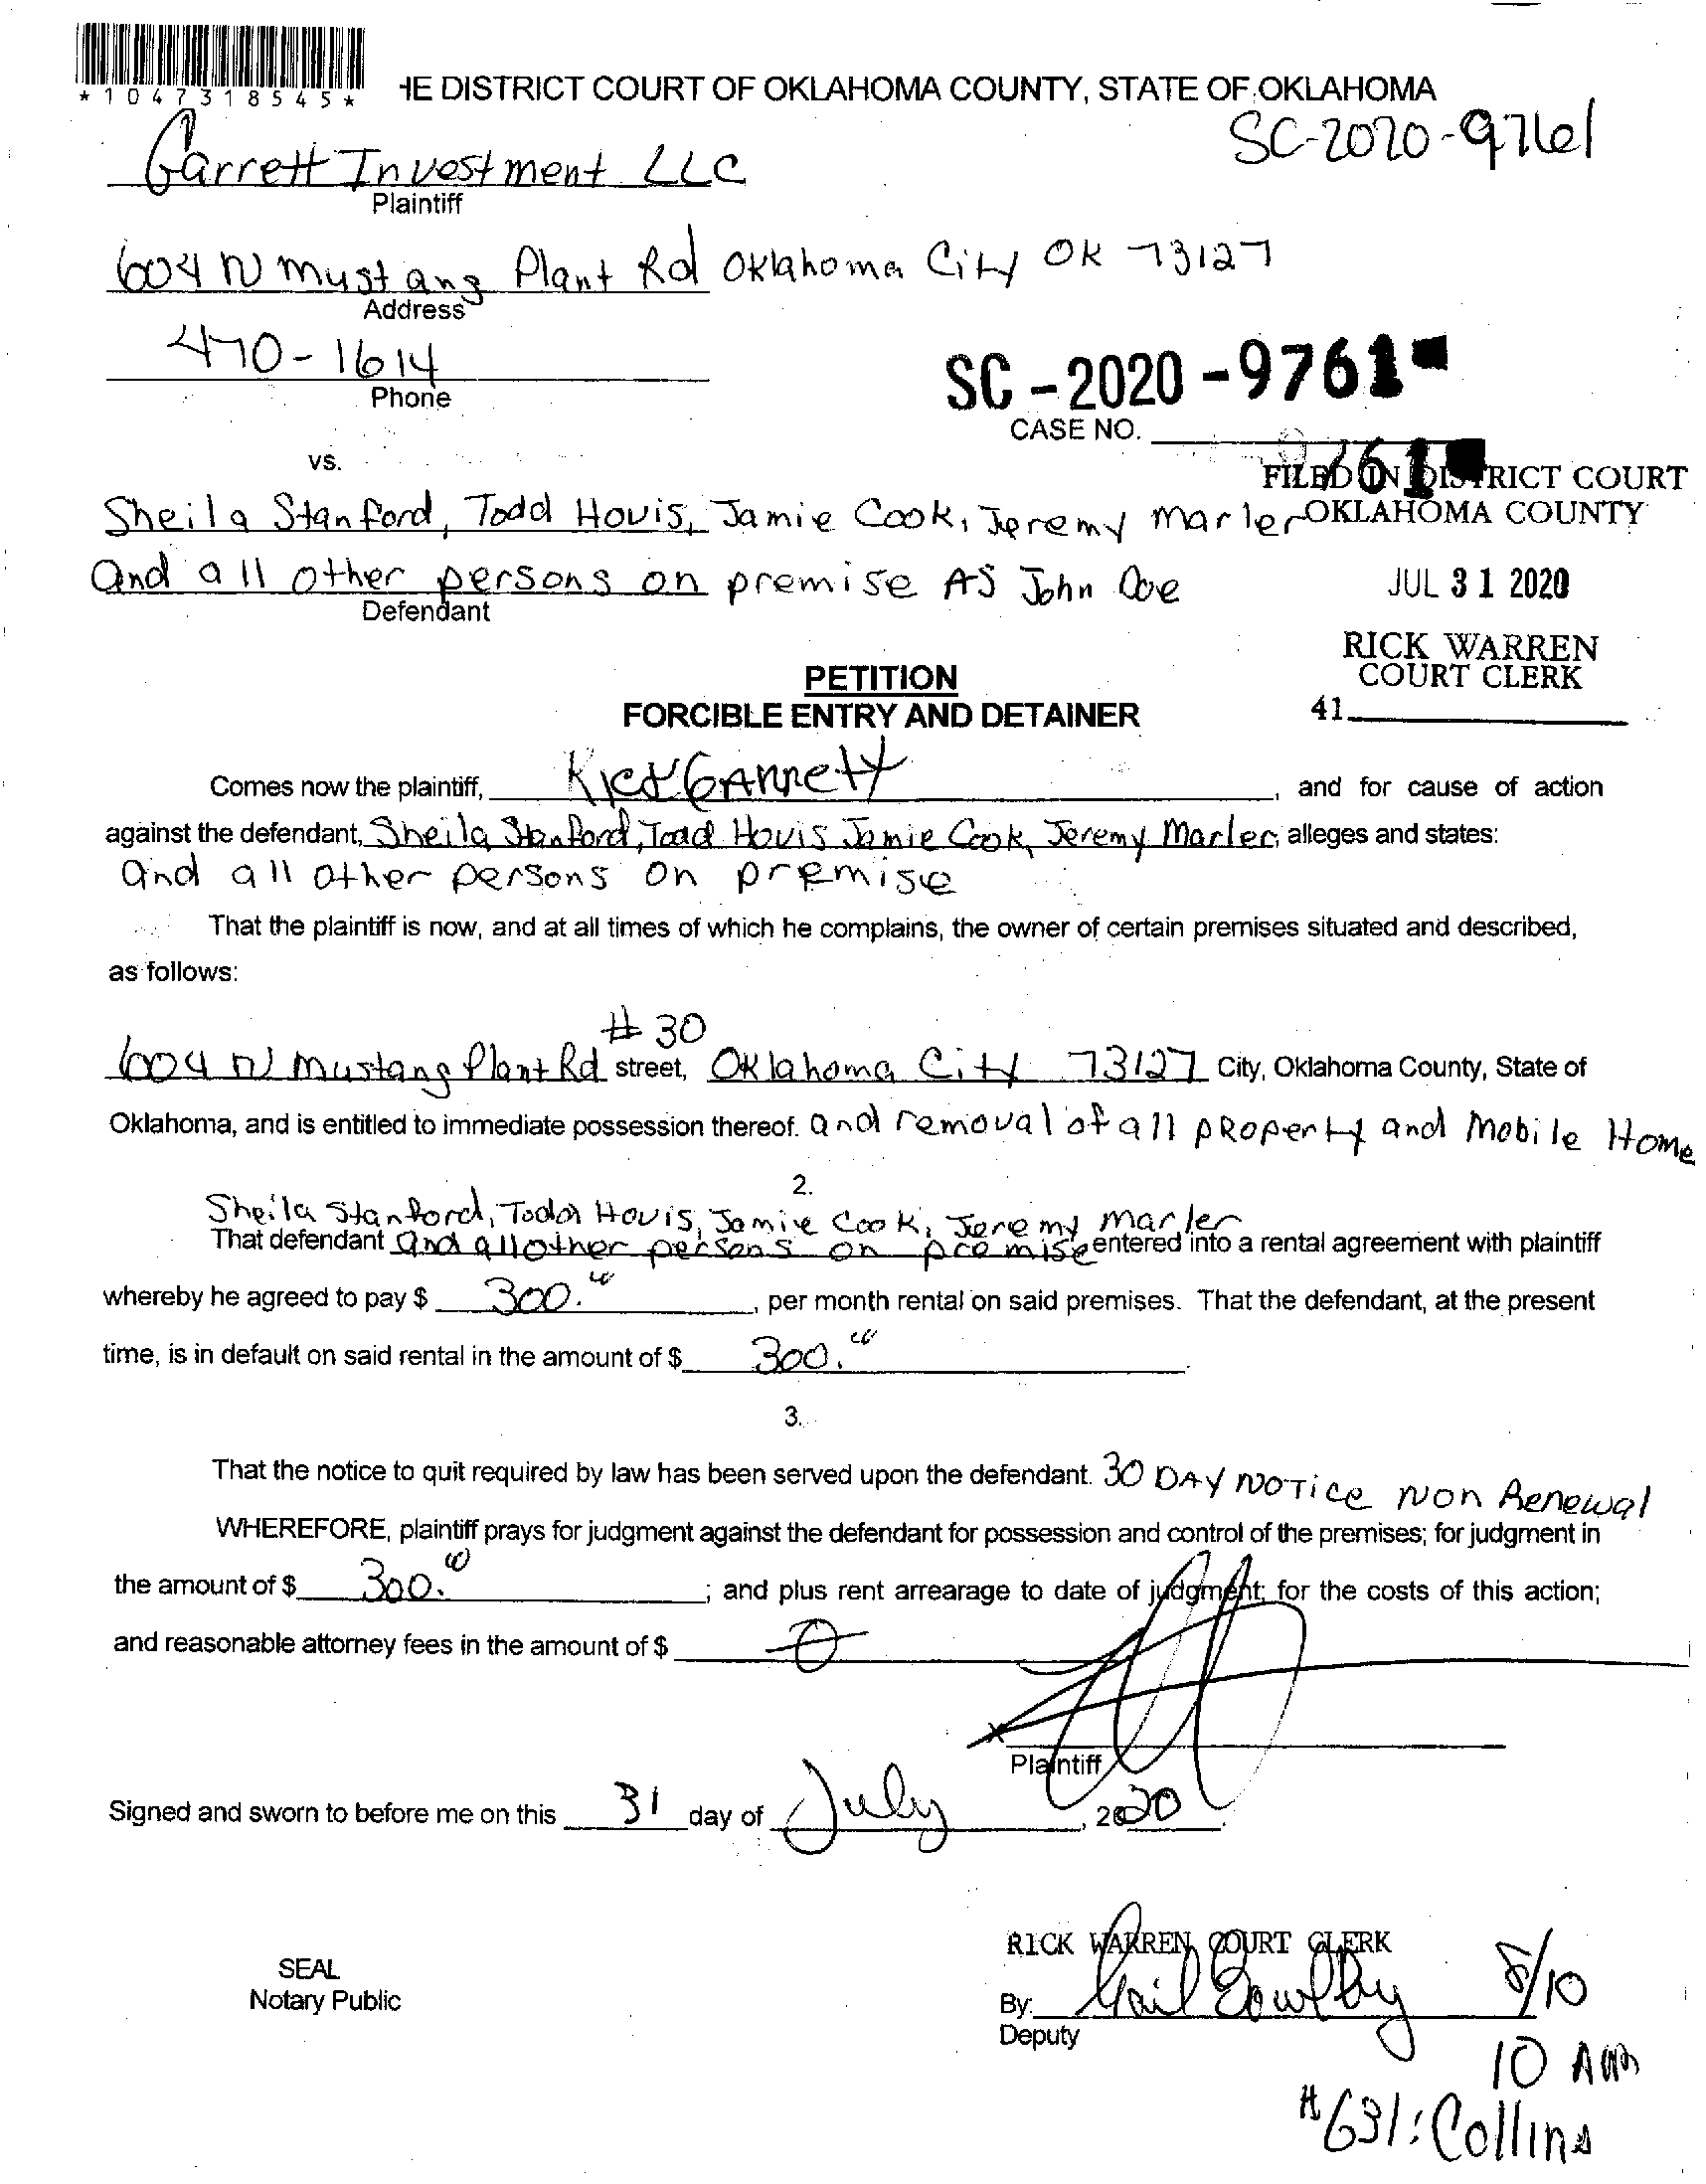 *1047318545*
HE DISTRICT COURT OF OKLAHOMA COUNTY, STATE OF OKLAHOMA
SC-2020-9761
Garrett Investment LLC
Plaintiff
604 N Mustang Plant Rd Oklahoma City OK 73127
Address
470-1614
Phone
SC-2020-9761
CASE NO.
vs.
FILED IN DISTRICT COURT
Sheila Stanford, Todd Hovis, Jamie Cook, Jeremy Marler
OKLAHOMA COUNTY
and all other persons on premise AS John Doe
Defendant
JUL 31 2020
RICK WARREN
COURT CLERK
41
PETITION
FORCIBLE ENTRY AND DETAINER
Comes now the plaintiff, Garrett, and for cause of action
against the defendant, Sheila Stanford, Todd Hovis Jamie Cook, Jeremy Marler, alleges and states:
and all other persons on premise
That the plaintiff is now, and at all times of which he complains, the owner of certain premises situated and described,
as follows:
#30
604 N Mustang Plant Rd street, Oklahoma City 73127 City, Oklahoma County, State of
Oklahoma, and is entitled to immediate possession thereof. and removal of all property and Mobile Home
2.
Sheila Stanford, Todd Hovis, Jamie Cook, Jeremy Marler
That defendant and all other persons on premise entered into a rental agreement with plaintiff
whereby he agreed to pay $ 300.00, per month rental on said premises. That the defendant, at the present
time, is in default on said rental in the amount of $ 300.00.
3.
That the notice to quit required by law has been served upon the defendant. 30 DAY NOTice NON Renewal
WHEREFORE, plaintiff prays for judgment against the defendant for possession and control of the premises; for judgment in
the amount of $ 300.00; and plus rent arrearage to date of judgment; for the costs of this action;
and reasonable attorney fees in the amount of $ 0
x
Plaintiff
Signed and sworn to before me on this 31 day of July, 2020.
RICK WARREN, COURT CLERK
SEAL
Notary Public
By: Gail
Deputy
8/10
10 AM
#631: Collins